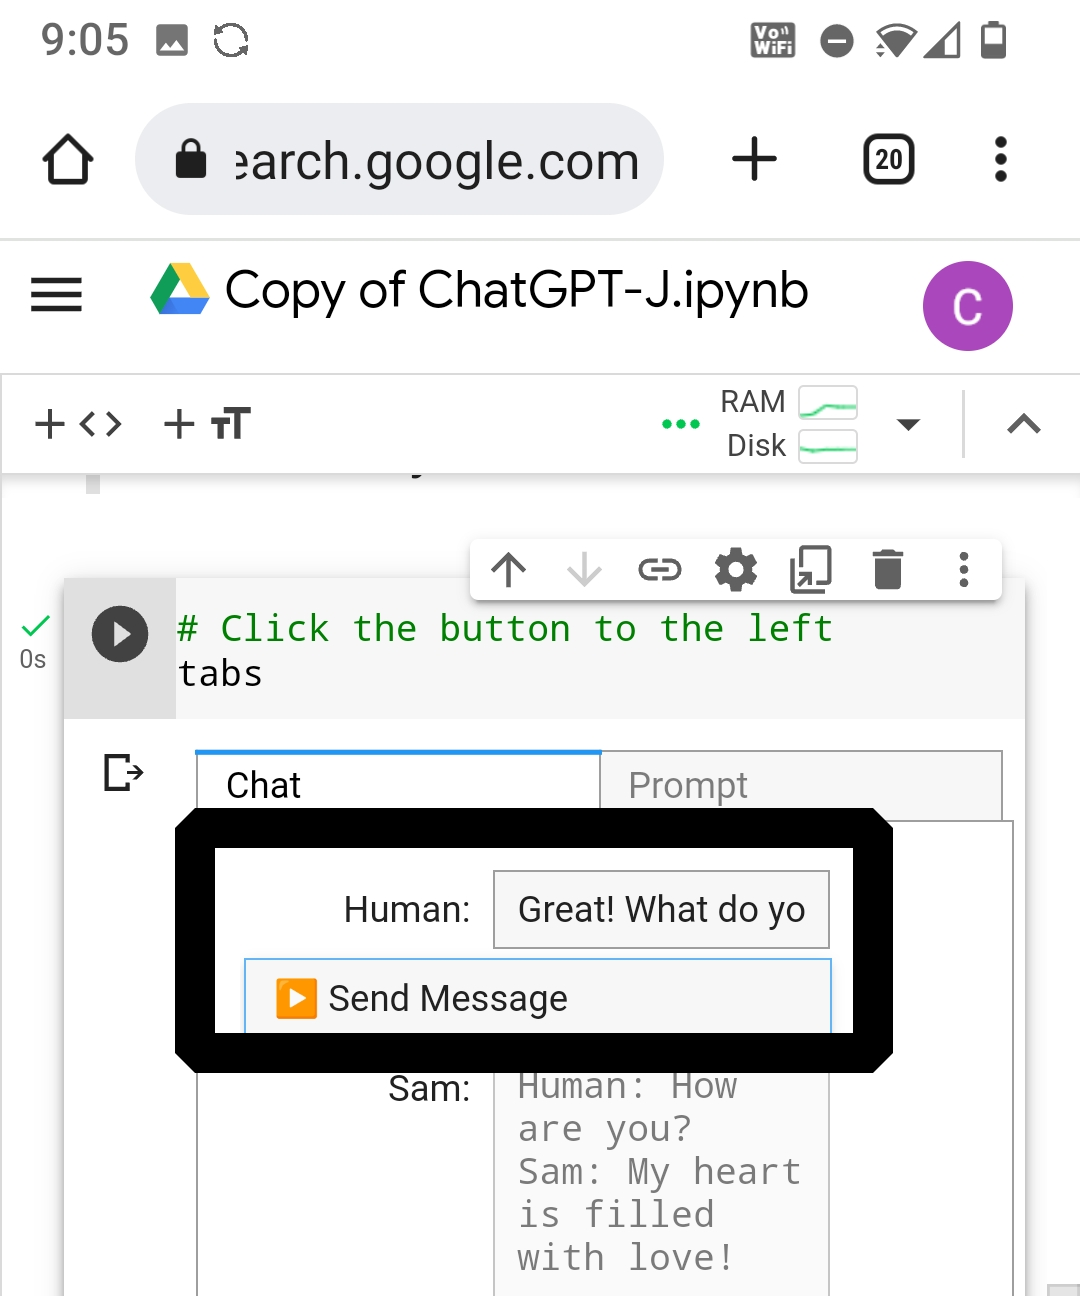 9:05
Vo WiFi
earch.google.com
20
Copy of ChatGPT-J.ipynb
C
RAM
Disk
# Click the button to the left
tabs
0s
Chat
Prompt
Human: Great! What do yo
Send Message
Sam: Human: How
are you?
Sam: My heart
is filled
with love!